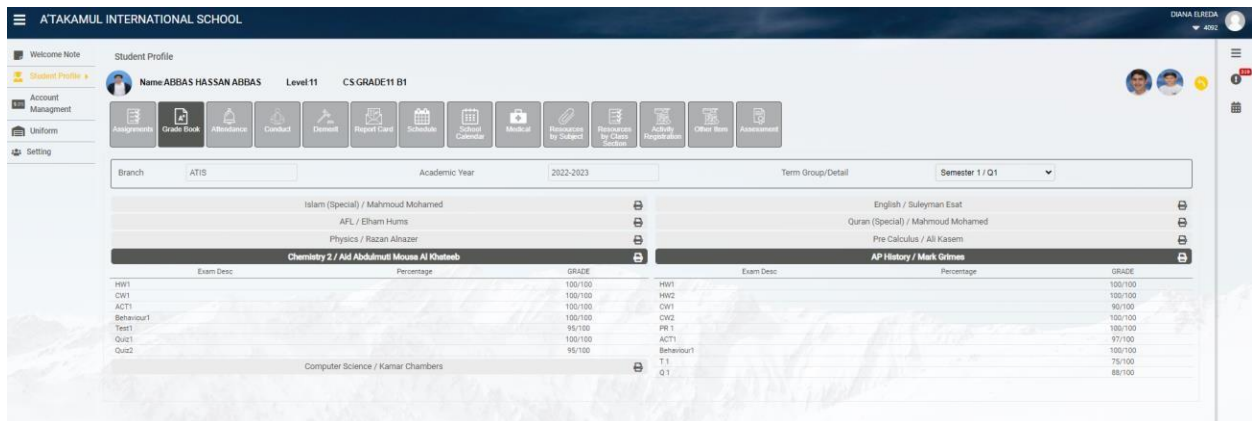 A'TAKAMUL INTERNATIONAL SCHOOL
DIANA ELREDA
4092
Welcome Note
Student Profile
Account Managment
Uniform
Setting
Student Profile
Name:ABBAS HASSAN ABBAS Level:11 CS:GRADE11 B1
Assignments
Grade Book
Attendance
Conduct
Demerit
Report Card
Schedule
School Calendar
Medical
Resources by Subject
Resources by Class Section
Activity Registration
Other Item
Assessment
Branch ATIS Academic Year 2022-2023 Term Group/Detail Semester 1 / Q1
Islam (Special) / Mahmoud Mohamed
English / Suleyman Esat
AFL / Elham Hums
Quran (Special) / Mahmoud Mohamed
Physics / Razan Alnazer
Pre Calculus / Ali Kasem
Chemistry 2 / Aid Abdulmuti Mousa Al Khateeb
Exam Desc Percentage GRADE
HW1 100/100
CW1 100/100
ACT1 100/100
Behaviour1 100/100
Test1 95/100
Quiz1 100/100
Quiz2 95/100
Computer Science / Kamar Chambers
AP History / Mark Grimes
Exam Desc Percentage GRADE
HW1 100/100
HW2 100/100
CW1 90/100
CW2 100/100
PR 1 100/100
ACT1 97/100
Behaviour1 100/100
T 1 75/100
Q 1 88/100